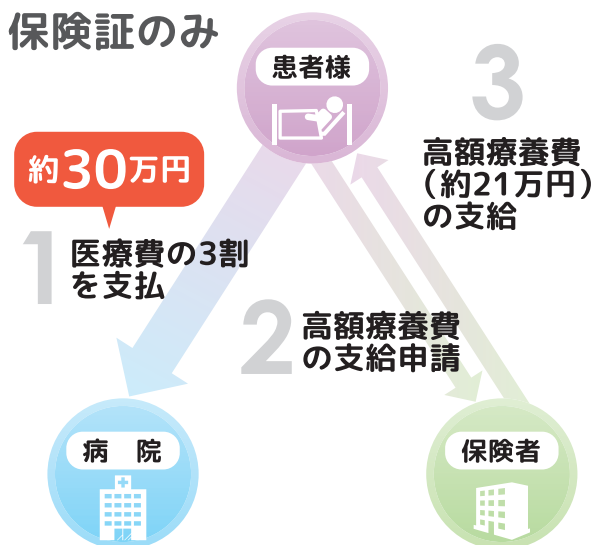 保険証のみ
患者様
約30万円
1
医療費の3割
を支払
2
高額療養費
の支給申請
3
高額療養費
（約21万円）
の支給
病　院
保険者